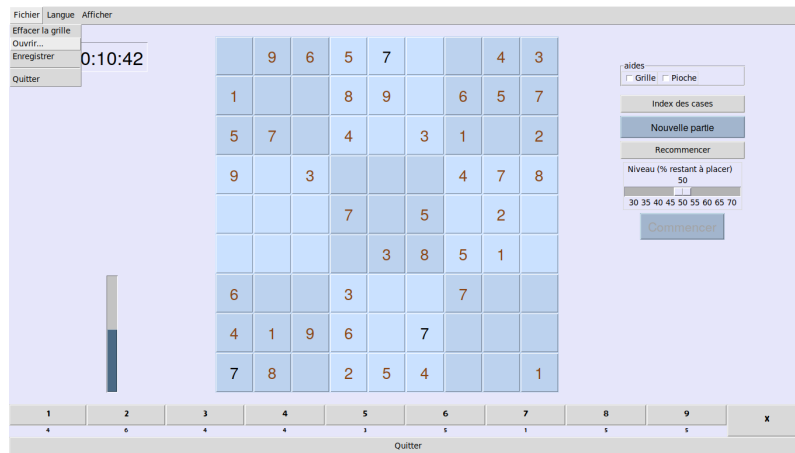 Fichier Langue Afficher
Effacer la grille
Ouvrir...
Enregistrer
Quitter
0:10:42
9 6 5 7 4 3
1 8 9 6 5 7
5 7 4 3 1 2
9 3 4 7 8
7 5 2
3 8 5 1
6 3 7
4 1 9 6 7
7 8 2 5 4 1
aides
Grille Pioche
Index des cases
Nouvelle partie
Recommencer
Niveau (% restant à placer)
50
30 35 40 45 50 55 60 65 70
Commencer
1 2 3 4 5 6 7 8 9 x
4 6 4 4 3 5 1 5 5
Quitter